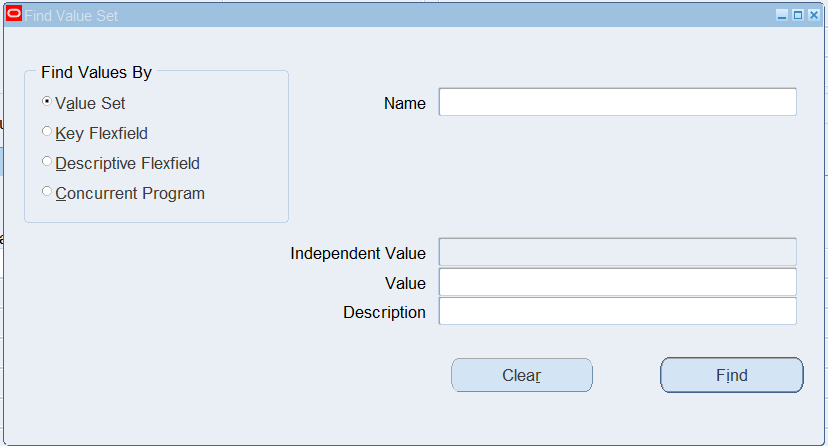 Find Value Set
Find Values By
Value Set
Key Flexfield
Descriptive Flexfield
Concurrent Program
Name
Independent Value
Value
Description
Clear
Find